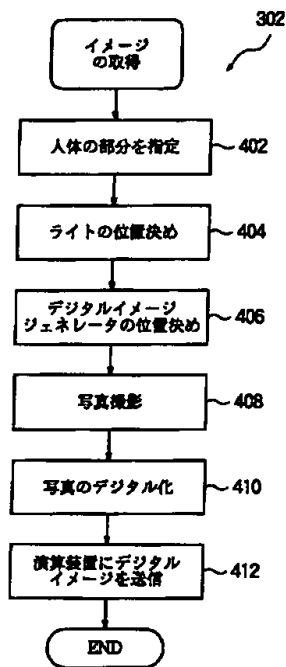 302
イメージ
の取得
人体の部分を指定
402
ライトの位置決め
404
デジタルイメージ
ジェネレータの位置決め
406
写真撮影
408
写真のデジタル化
410
演算装置にデジタル
イメージを送信
412
END